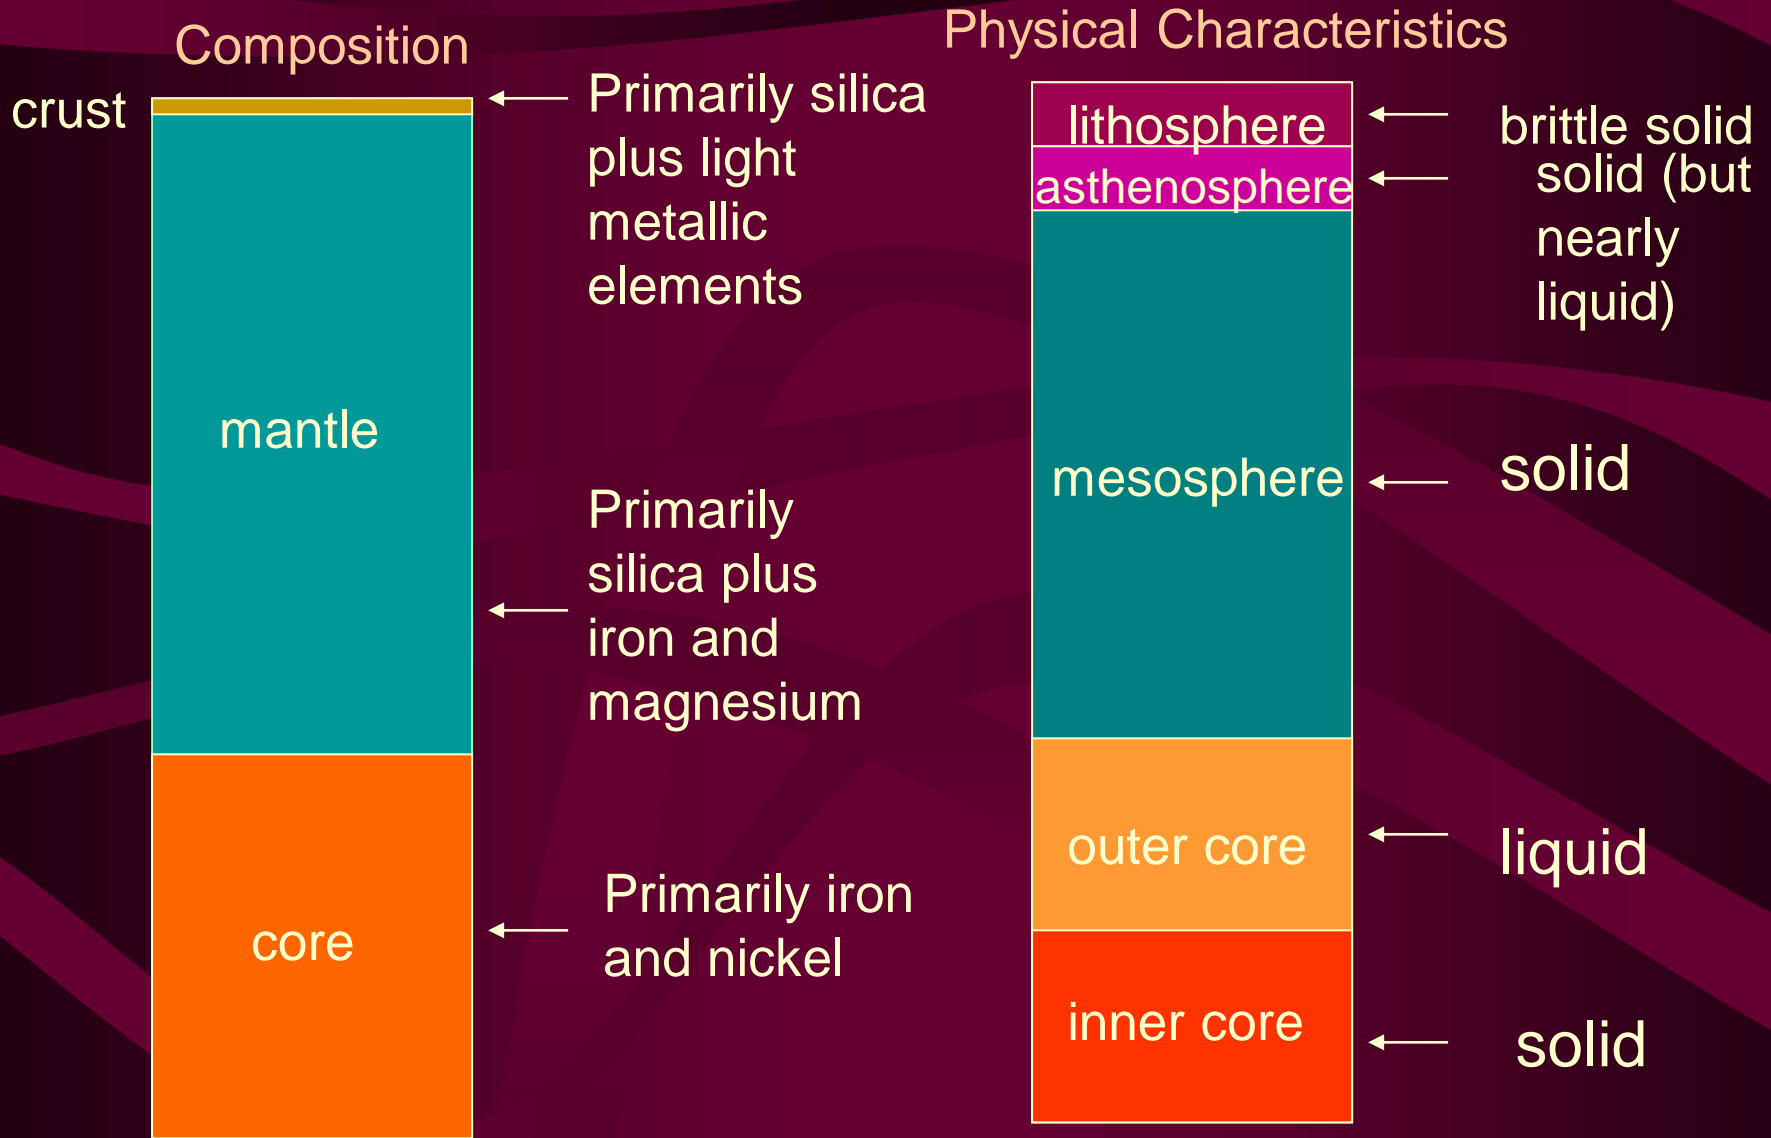 Composition
crust
Primarily silica
plus light
metallic
elements
mantle
Primarily
silica plus
iron and
magnesium
core
Primarily iron
and nickel
Physical Characteristics
lithosphere
brittle solid
asthenosphere
solid (but
nearly
liquid)
mesosphere
solid
outer core
liquid
inner core
solid